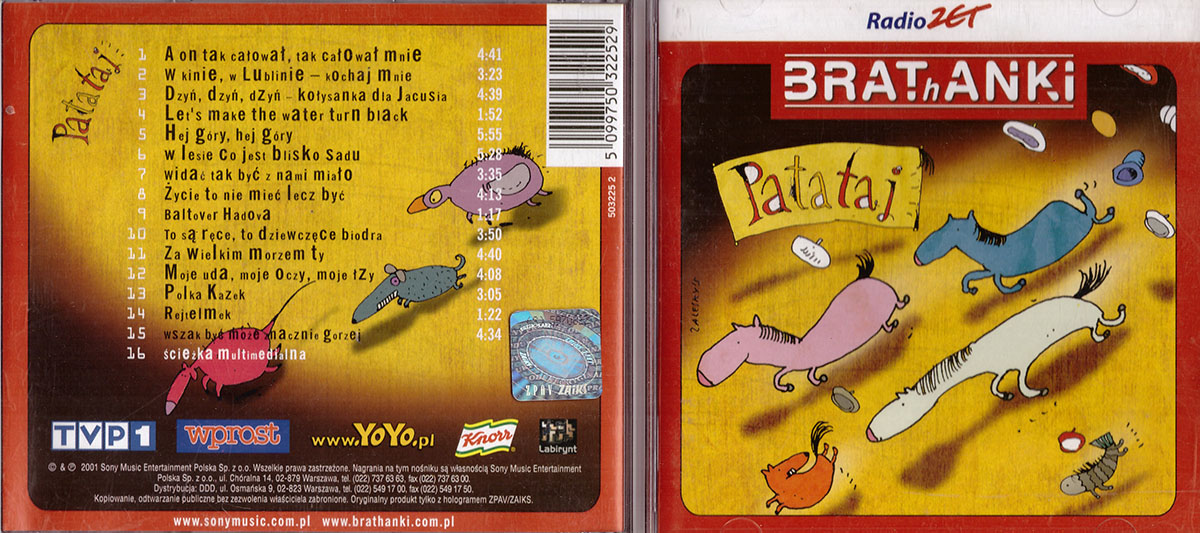 Patataj
1 A on tak całował, tak całował mnie 4:41
2 W kinie, w Lublinie – kochaj mnie 3:23
3 Dzyń, dzyń, dzyń – kołysanka dla Jacusia 4:39
4 Let's make the water turn black 1:52
5 Hej góry, hej góry 5:55
6 W lesie co jest blisko sadu 5:28
7 widać tak być z nami miało 3:35
8 Życie to nie mieć lecz być 4:13
9 Baltover Hadova 1:17
10 To są ręce, to dziewczęce biodra 3:50
11 Za wielkim morzem ty 4:40
12 Moje uda, moje oczy, moje łzy 4:08
13 Polka Kazek 3:05
14 Rejtelmek 1:22
15 wszak być może znacznie gorzej 4:34
16 ścieżka multimedialna
5 099750 322529
503225 2
ZPAV ZAiKS
TVP1
wprost
www.YoYo.pl
Knorr
Labirynt
© & ℗ 2001 Sony Music Entertainment Polska Sp. z o.o. Wszelkie prawa zastrzeżone. Nagrania na tym nośniku są własnością Sony Music Entertainment
Polska Sp. z o.o., ul. Chóralna 14, 02-879 Warszawa, tel. (022) 737 63 63, fax (022) 737 63 00.
Dystrybucja: DDD, ul. Osmańska 9, 02-823 Warszawa, tel. (022) 549 17 00, fax (022) 549 17 50.
Kopiowanie, odtwarzanie publiczne bez zezwolenia właściciela zabronione. Oryginalny produkt tylko z hologramem ZPAV/ZAIKS.
www.sonymusic.com.pl www.brathanki.com.pl
Radio ZET
BRAThANKi
Patataj